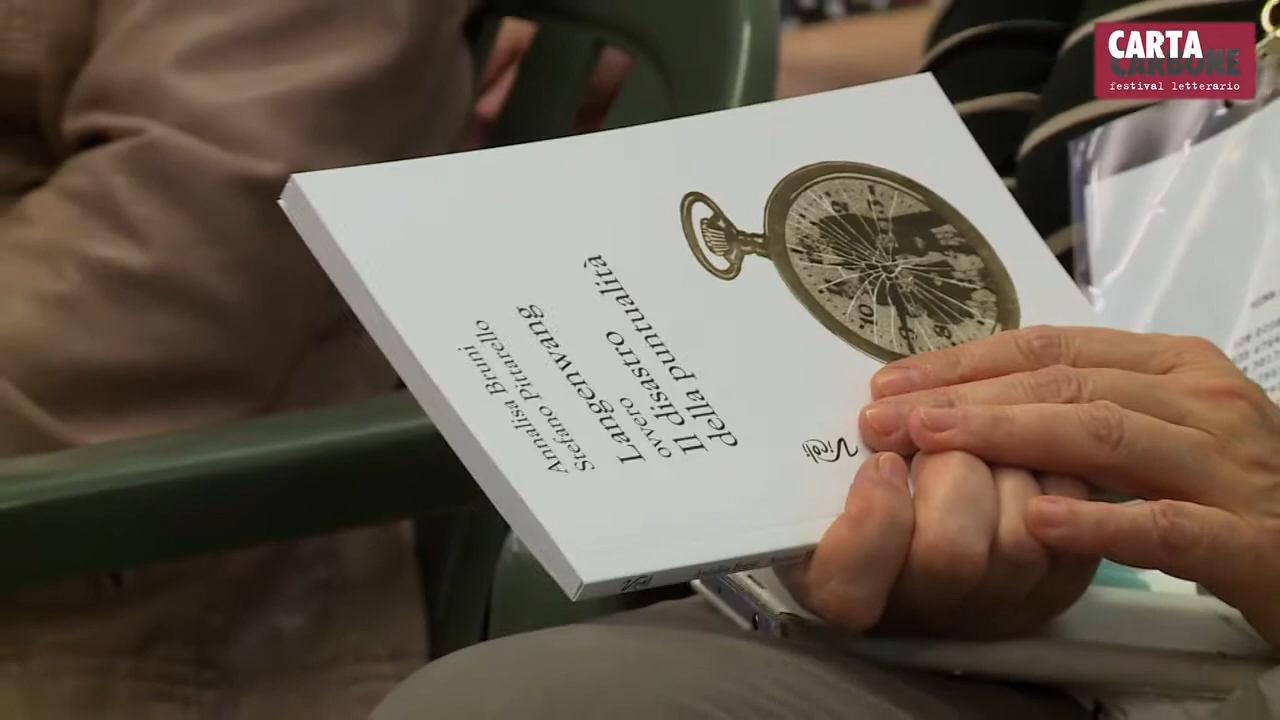 CARTA
CARBONE
festival letterario
Annalisa Bruni
Stefano Pittarello
Langenwang
ovvero
Il disastro
della puntualità